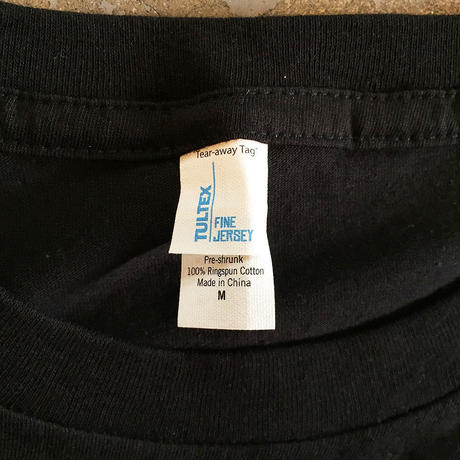 Tear-away Tag
TULTEX
FINE
JERSEY
Pre-shrunk
100% Ringspun Cotton
Made in China
M